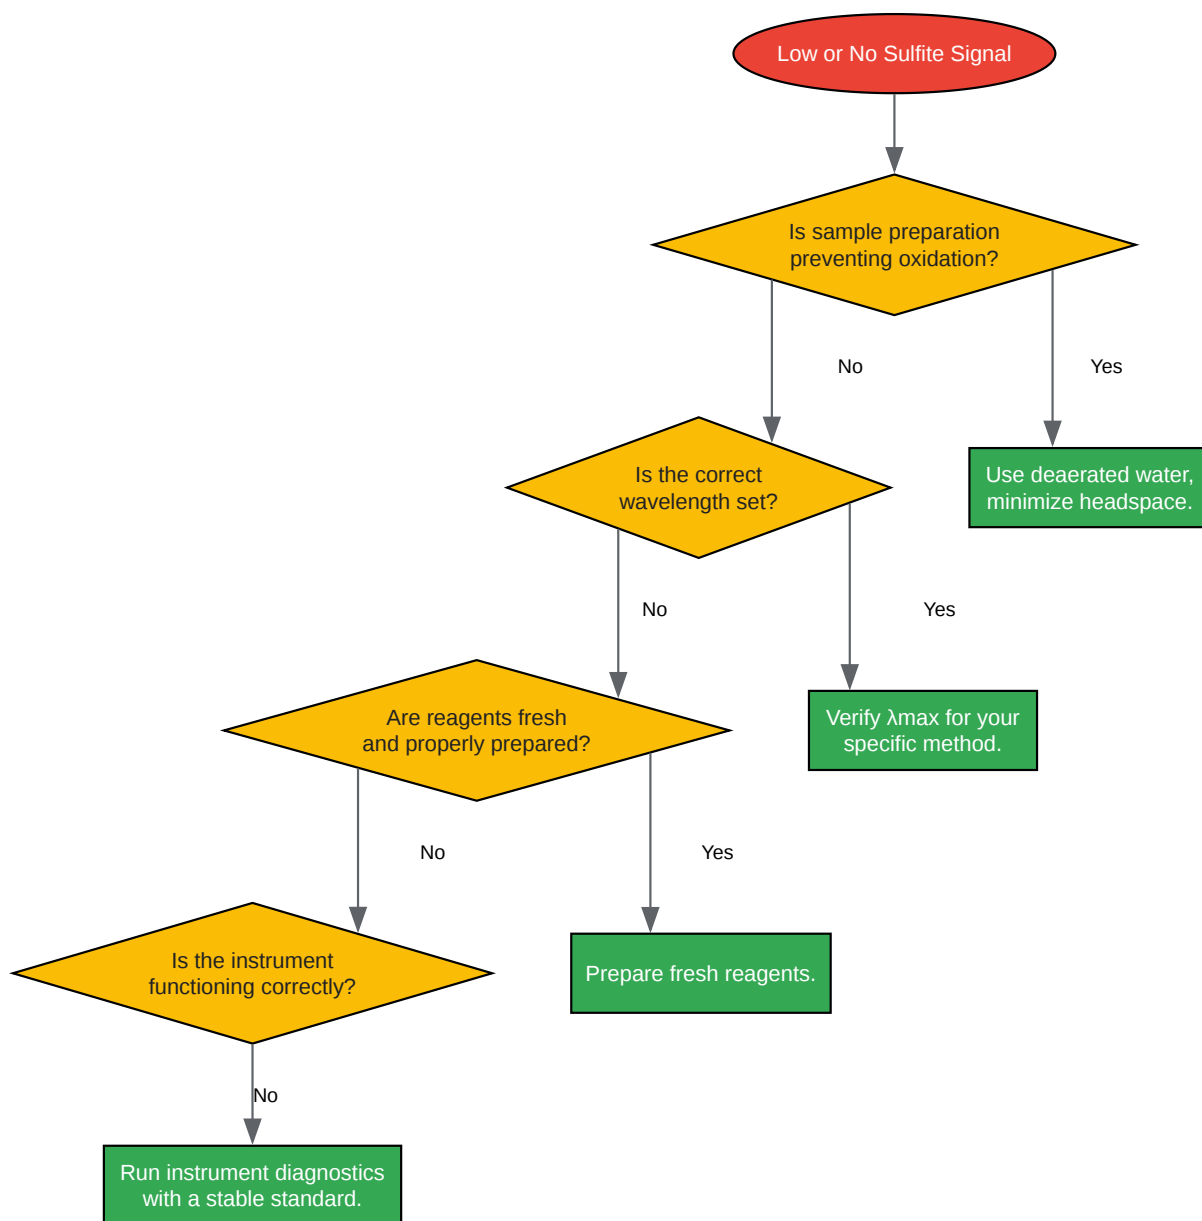 Low or No Sulfite Signal
Is sample preparation
preventing oxidation?
No
Yes
Is the correct
wavelength set?
Use deaerated water,
minimize headspace.
No
Yes
Are reagents fresh
and properly prepared?
Verify λmax for your
specific method.
No
Yes
Is the instrument
functioning correctly?
Prepare fresh reagents.
No
Run instrument diagnostics
with a stable standard.